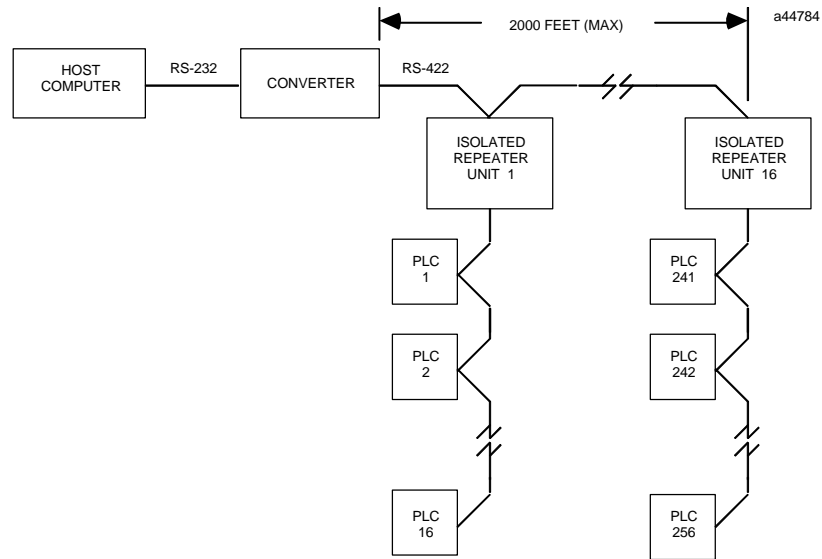 2000 FEET (MAX)
a44784
HOST
COMPUTER
RS-232
CONVERTER
RS-422
ISOLATED
REPEATER
UNIT 1
ISOLATED
REPEATER
UNIT 16
PLC
1
PLC
241
PLC
2
PLC
242
PLC
16
PLC
256